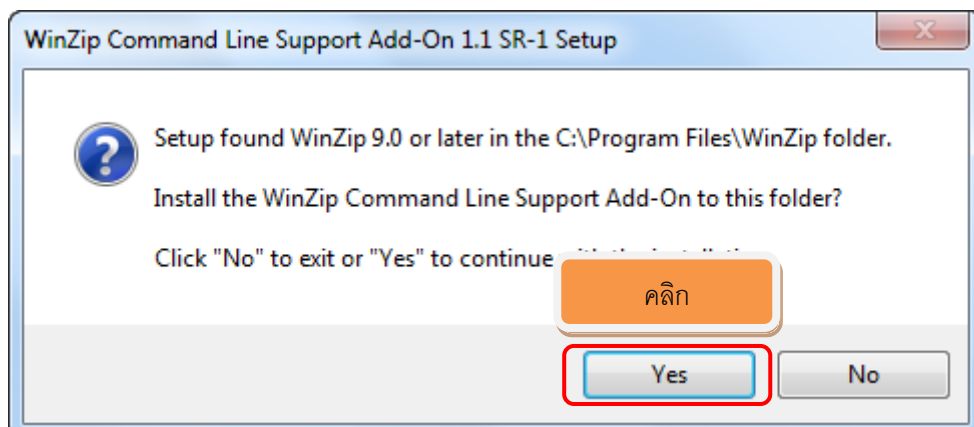 WinZip Command Line Support Add-On 1.1 SR-1 Setup
Setup found WinZip 9.0 or later in the C:\Program Files\WinZip folder.
Install the WinZip Command Line Support Add-On to this folder?
Click "No" to exit or "Yes" to continue
คลิก
Yes
No